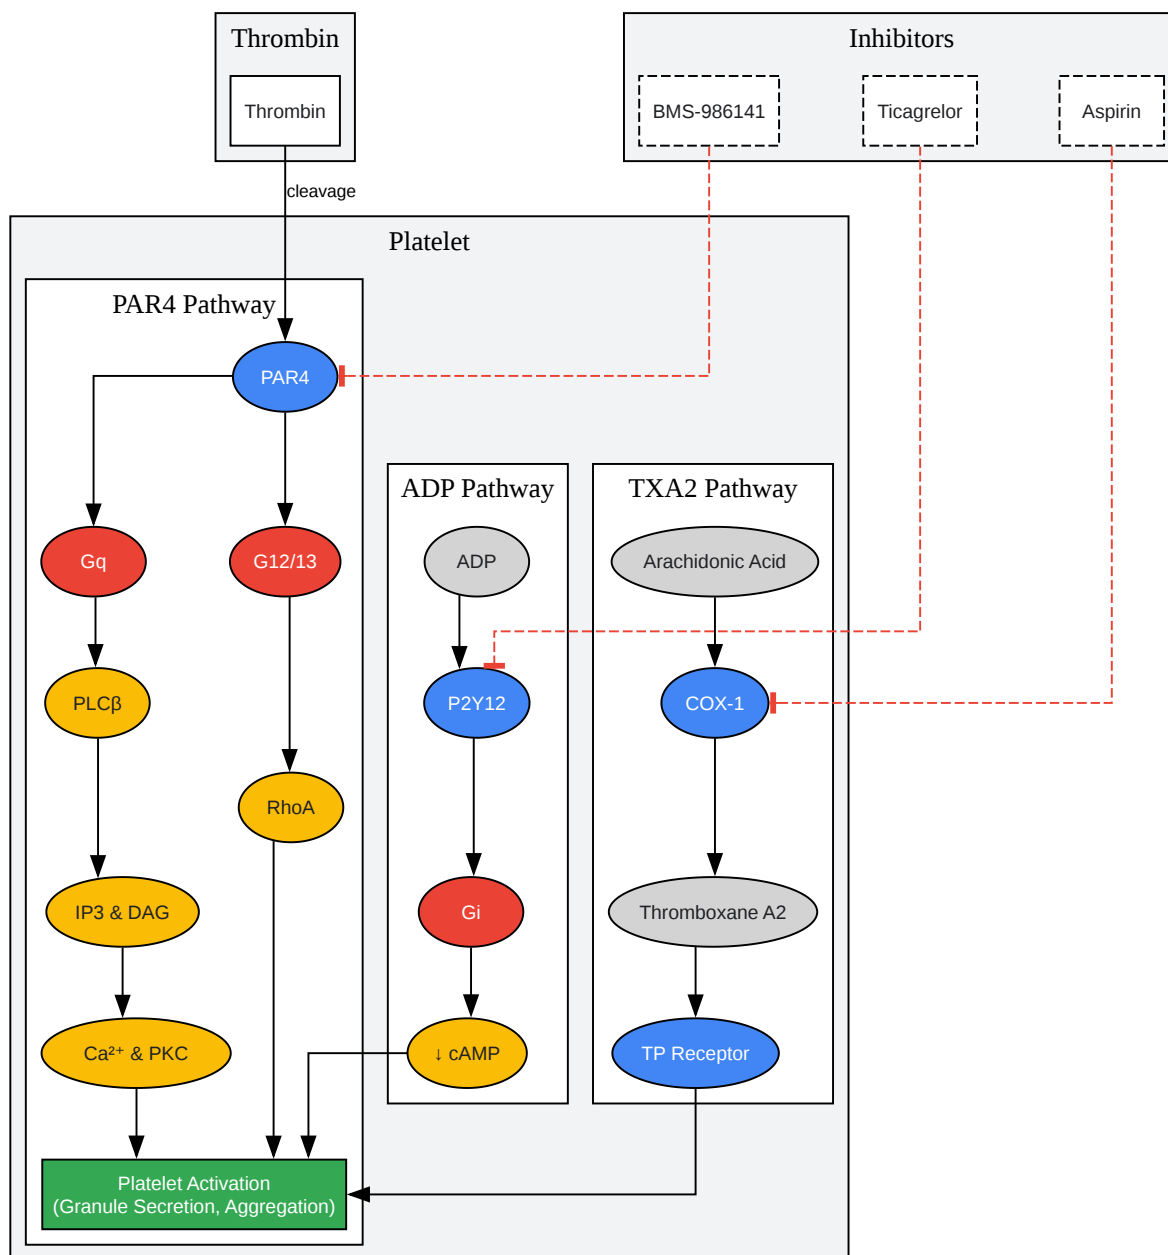 Thrombin
Thrombin
Inhibitors
BMS-986141
Ticagrelor
Aspirin
cleavage
Platelet
PAR4 Pathway
PAR4
ADP Pathway
TXA2 Pathway
Gq
G12/13
ADP
Arachidonic Acid
PLCβ
P2Y12
COX-1
RhoA
IP3 & DAG
Gi
Thromboxane A2
Ca²⁺ & PKC
↓ cAMP
TP Receptor
Platelet Activation
(Granule Secretion, Aggregation)